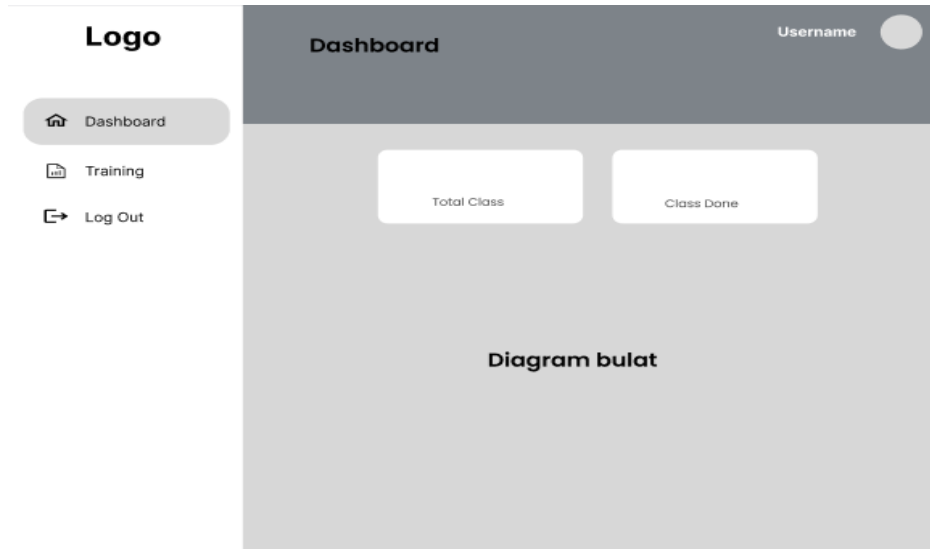 Logo
Dashboard
Training
Log Out
Dashboard
Username
Total Class
Class Done
Diagram bulat